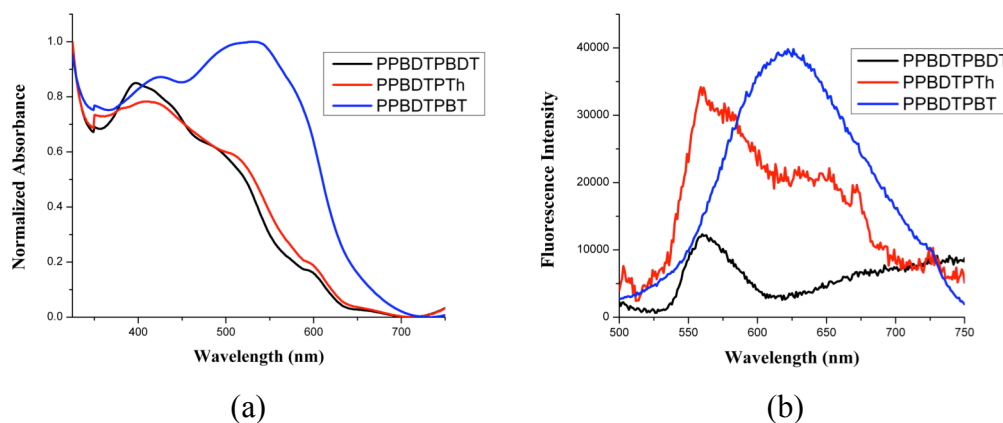 1.0
0.8
0.6
0.4
0.2
0.0
Normalized Absorbance
PPBDTPBDT
PPBDTPTh
PPBDTPBT
400 500 600 700
Wavelength (nm)
(a)
40000
30000
20000
10000
0
Fluorescence Intensity
PPBDTPBDT
PPBDTPTh
PPBDTPBT
500 550 600 650 700 750
Wavelength (nm)
(b)